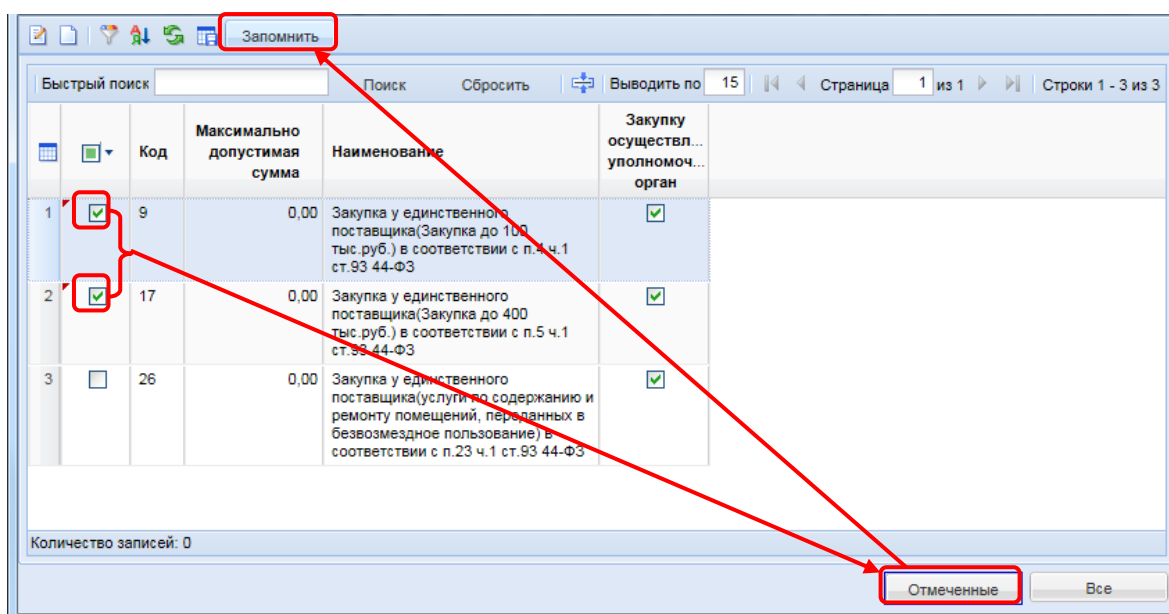 Запомнить
Быстрый поиск Поиск Сбросить Выводить по 15 Страница 1 из 1 Строки 1 - 3 из 3
Код
Максимально
допустимая
сумма
Наименование
Закупку
осуществл...
уполномоч...
орган
1 9 0,00 Закупка у единственного
поставщика(Закупка до 100
тыс.руб.) в соответствии с п.4 ч.1
ст.93 44-ФЗ
2 17 0,00 Закупка у единственного
поставщика(Закупка до 400
тыс.руб.) в соответствии с п.5 ч.1
ст.93 44-ФЗ
3 26 0,00 Закупка у единственного
поставщика(услуги по содержанию и
ремонту помещений, переданных в
безвозмездное пользование) в
соответствии с п.23 ч.1 ст.93 44-ФЗ
Количество записей: 0
Отмеченные Все